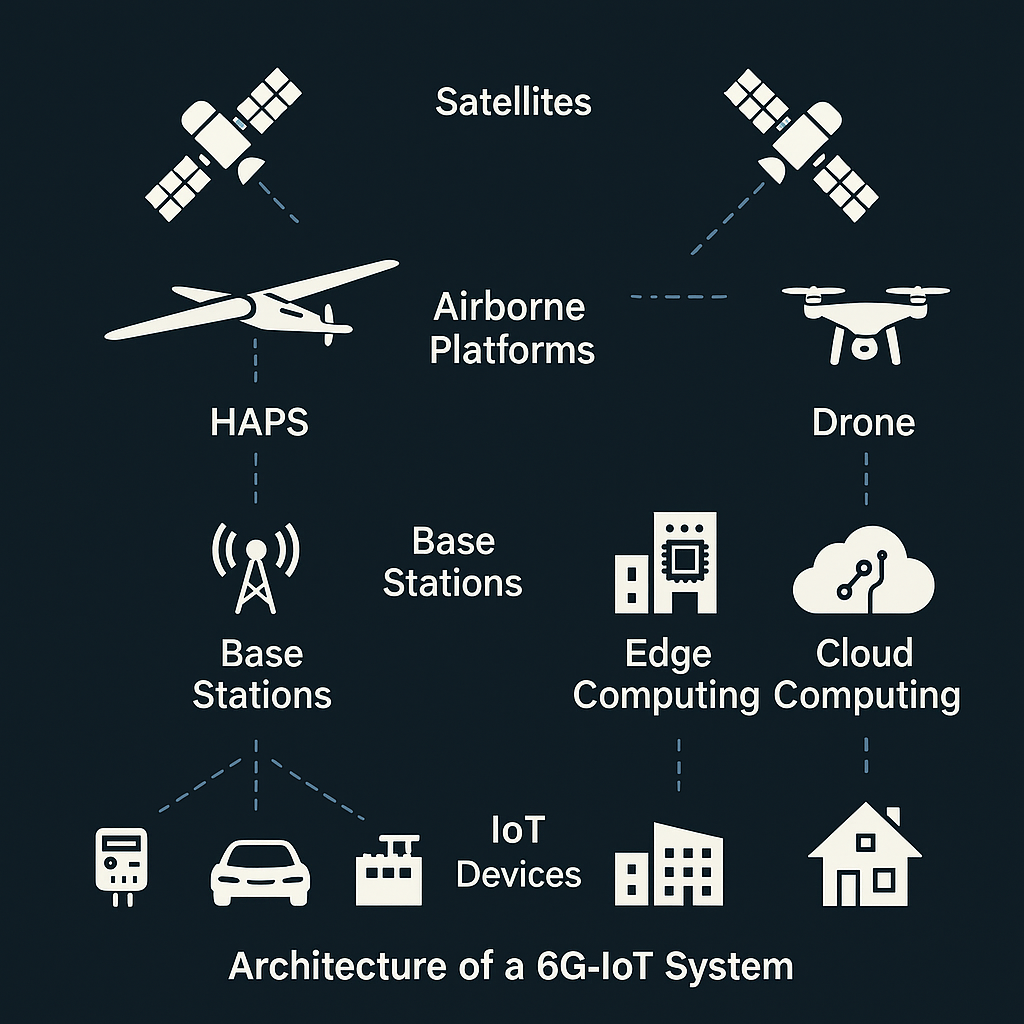 Satellites
Airborne
Platforms
HAPS
Drone
Base
Stations
Base
Stations
Edge
Computing
Cloud
Computing
IoT
Devices
Architecture of a 6G-IoT System